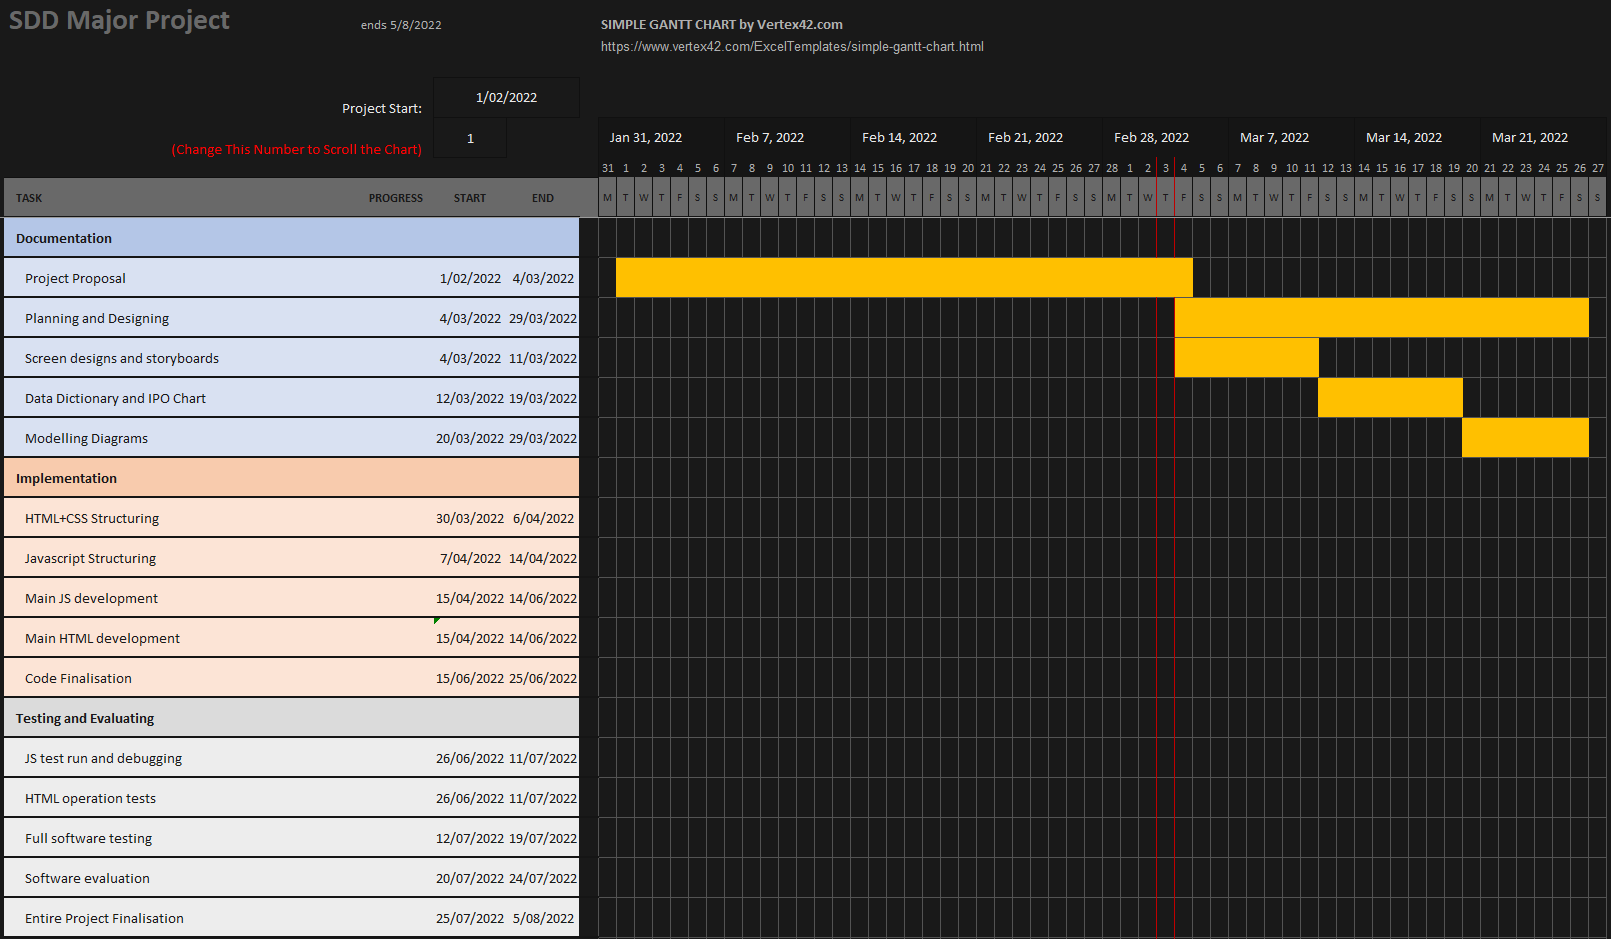 SDD Major Project
ends 5/8/2022
SIMPLE GANTT CHART by Vertex42.com
https://www.vertex42.com/ExcelTemplates/simple-gantt-chart.html
Project Start: 1/02/2022
(Change This Number to Scroll the Chart) 1
Jan 31, 2022 Feb 7, 2022 Feb 14, 2022 Feb 21, 2022 Feb 28, 2022 Mar 7, 2022 Mar 14, 2022 Mar 21, 2022
31 1 2 3 4 5 6 7 8 9 10 11 12 13 14 15 16 17 18 19 20 21 22 23 24 25 26 27 28 1 2 3 4 5 6 7 8 9 10 11 12 13 14 15 16 17 18 19 20 21 22 23 24 25 26 27
TASK PROGRESS START END M T W T F S S M T W T F S S M T W T F S S M T W T F S S M T W T F S S M T W T F S S M T W T F S S M T W T F S S
Documentation
Project Proposal 1/02/2022 4/03/2022
Planning and Designing 4/03/2022 29/03/2022
Screen designs and storyboards 4/03/2022 11/03/2022
Data Dictionary and IPO Chart 12/03/2022 19/03/2022
Modelling Diagrams 20/03/2022 29/03/2022
Implementation
HTML+CSS Structuring 30/03/2022 6/04/2022
Javascript Structuring 7/04/2022 14/04/2022
Main JS development 15/04/2022 14/06/2022
Main HTML development 15/04/2022 14/06/2022
Code Finalisation 15/06/2022 25/06/2022
Testing and Evaluating
JS test run and debugging 26/06/2022 11/07/2022
HTML operation tests 26/06/2022 11/07/2022
Full software testing 12/07/2022 19/07/2022
Software evaluation 20/07/2022 24/07/2022
Entire Project Finalisation 25/07/2022 5/08/2022